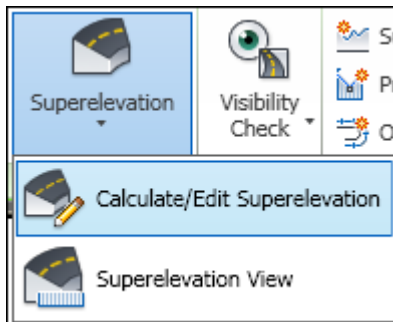 Superelevation
Visibility
Check
Calculate/Edit Superelevation
Superelevation View